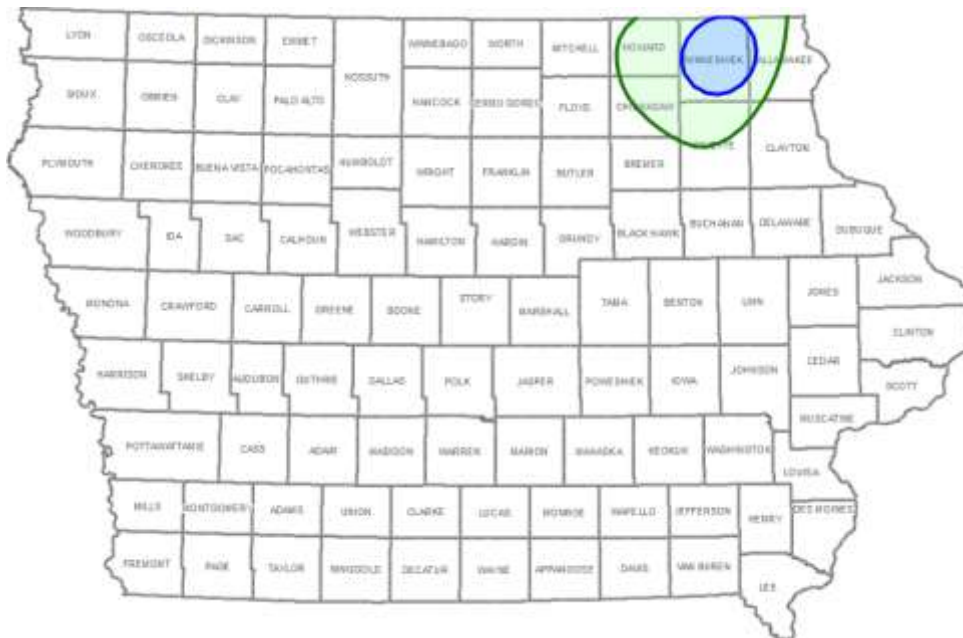 LYON OSCEOLA DICKINSON EMMET WINNEBAGO WORTH MITCHELL HOWARD WINNESHIEK ALLAMAKEE
KOSSUTH
SIOUX OBRIEN CLAY PALO ALTO HANCOCK CERRO GORDO FLOYD CHICKASAW
PLYMOUTH CHEROKEE BUENA VISTA POCAHONTAS HUMBOLDT WRIGHT FRANKLIN BUTLER BREMER FAYETTE CLAYTON
WOODBURY IDA SAC CALHOUN WEBSTER HAMILTON HARDIN GRUNDY BLACK HAWK BUCHANAN DELAWARE DUBUQUE
MONONA CRAWFORD CARROLL GREENE BOONE STORY MARSHALL TAMA BENTON LINN JONES JACKSON
CLINTON
HARRISON SHELBY AUDUBON GUTHRIE DALLAS POLK JASPER POWESHIEK IOWA JOHNSON CEDAR SCOTT
MUSCATINE
POTTAWATTAMIE CASS ADAIR MADISON WARREN MARION MAHASKA KEOKUK WASHINGTON
LOUISA
MILLS MONTGOMERY ADAMS UNION CLARKE LUCAS MONROE WAPELLO JEFFERSON HENRY DES MOINES
FREMONT PAGE TAYLOR RINGGOLD DECATUR WAYNE APPANOOSE DAVIS VAN BUREN LEE